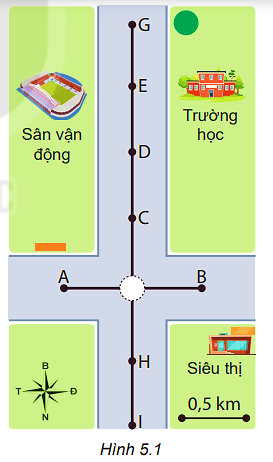 G
E
Sân vận
động
Trường
học
D
C
A
B
H
Siêu thị
B
T
Đ
N
0,5 km
I
Hình 5.1